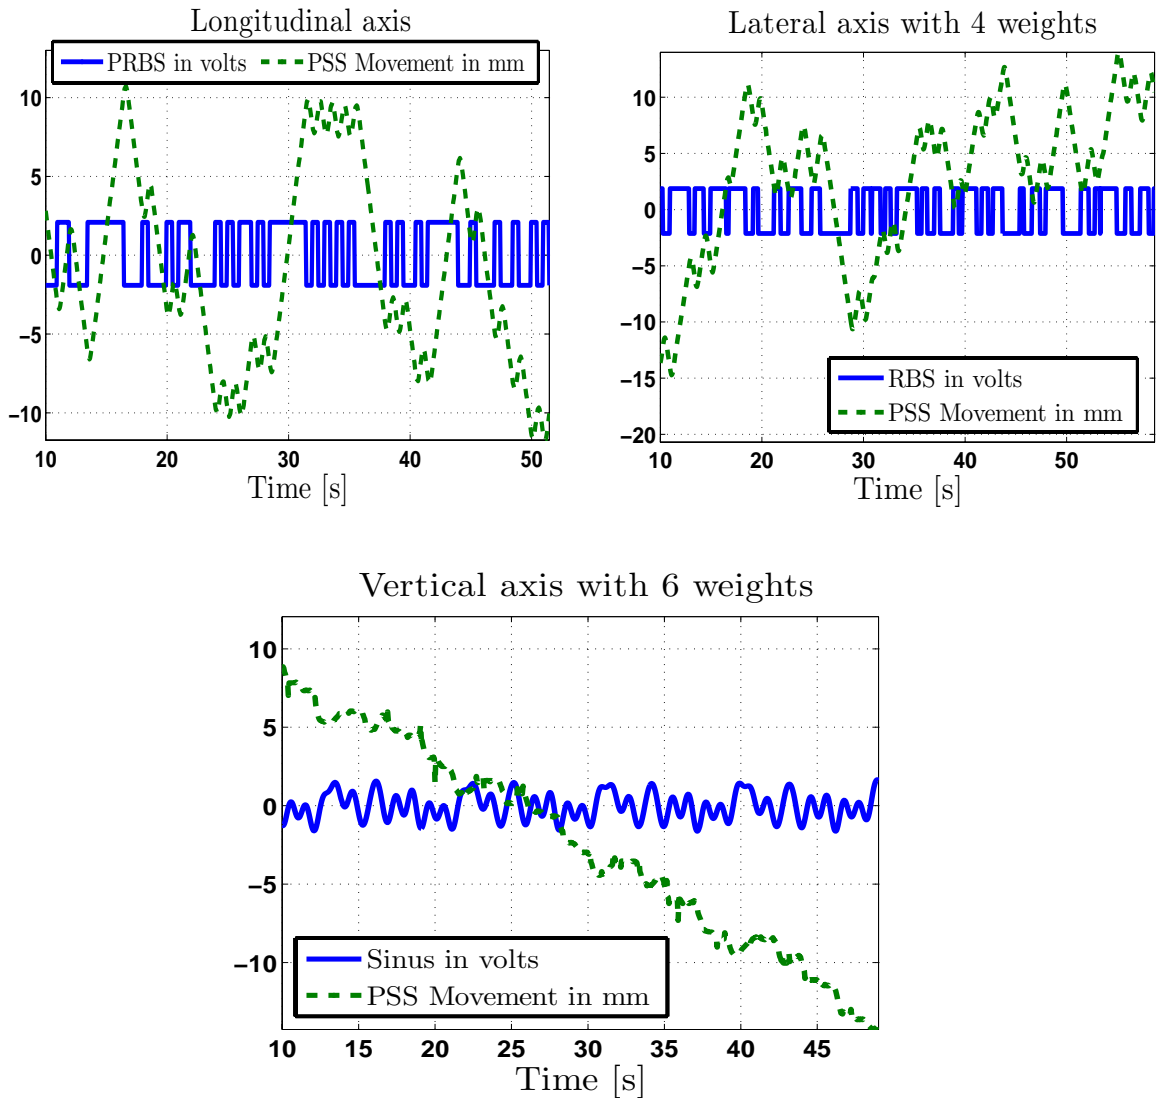 Longitudinal axis
PRBS in volts PSS Movement in mm
10
5
0
−5
−10
10 20 30 40 50
Time [s]
Lateral axis with 4 weights
10
5
0
−5
−10
−15
−20
RBS in volts
PSS Movement in mm
10 20 30 40 50
Time [s]
Vertical axis with 6 weights
10
5
0
−5
−10
Sinus in volts
PSS Movement in mm
10 15 20 25 30 35 40 45
Time [s]